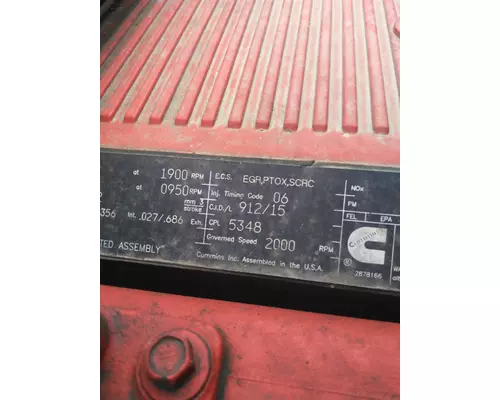 at 1900 RPM E.C.S. EGR,PTOX,SCRC NOx
at 0950 RPM Inj. Timing Code 06 PM
mm 3 stroke C.I.D./L 912/15 FEL EPA
356 Int. .027/.686 Exh. CPL 5348
Governed Speed 2000 RPM
TED ASSEMBLY
Cummins Inc. Assembled in the U.S.A.
Cummins
® 2878166